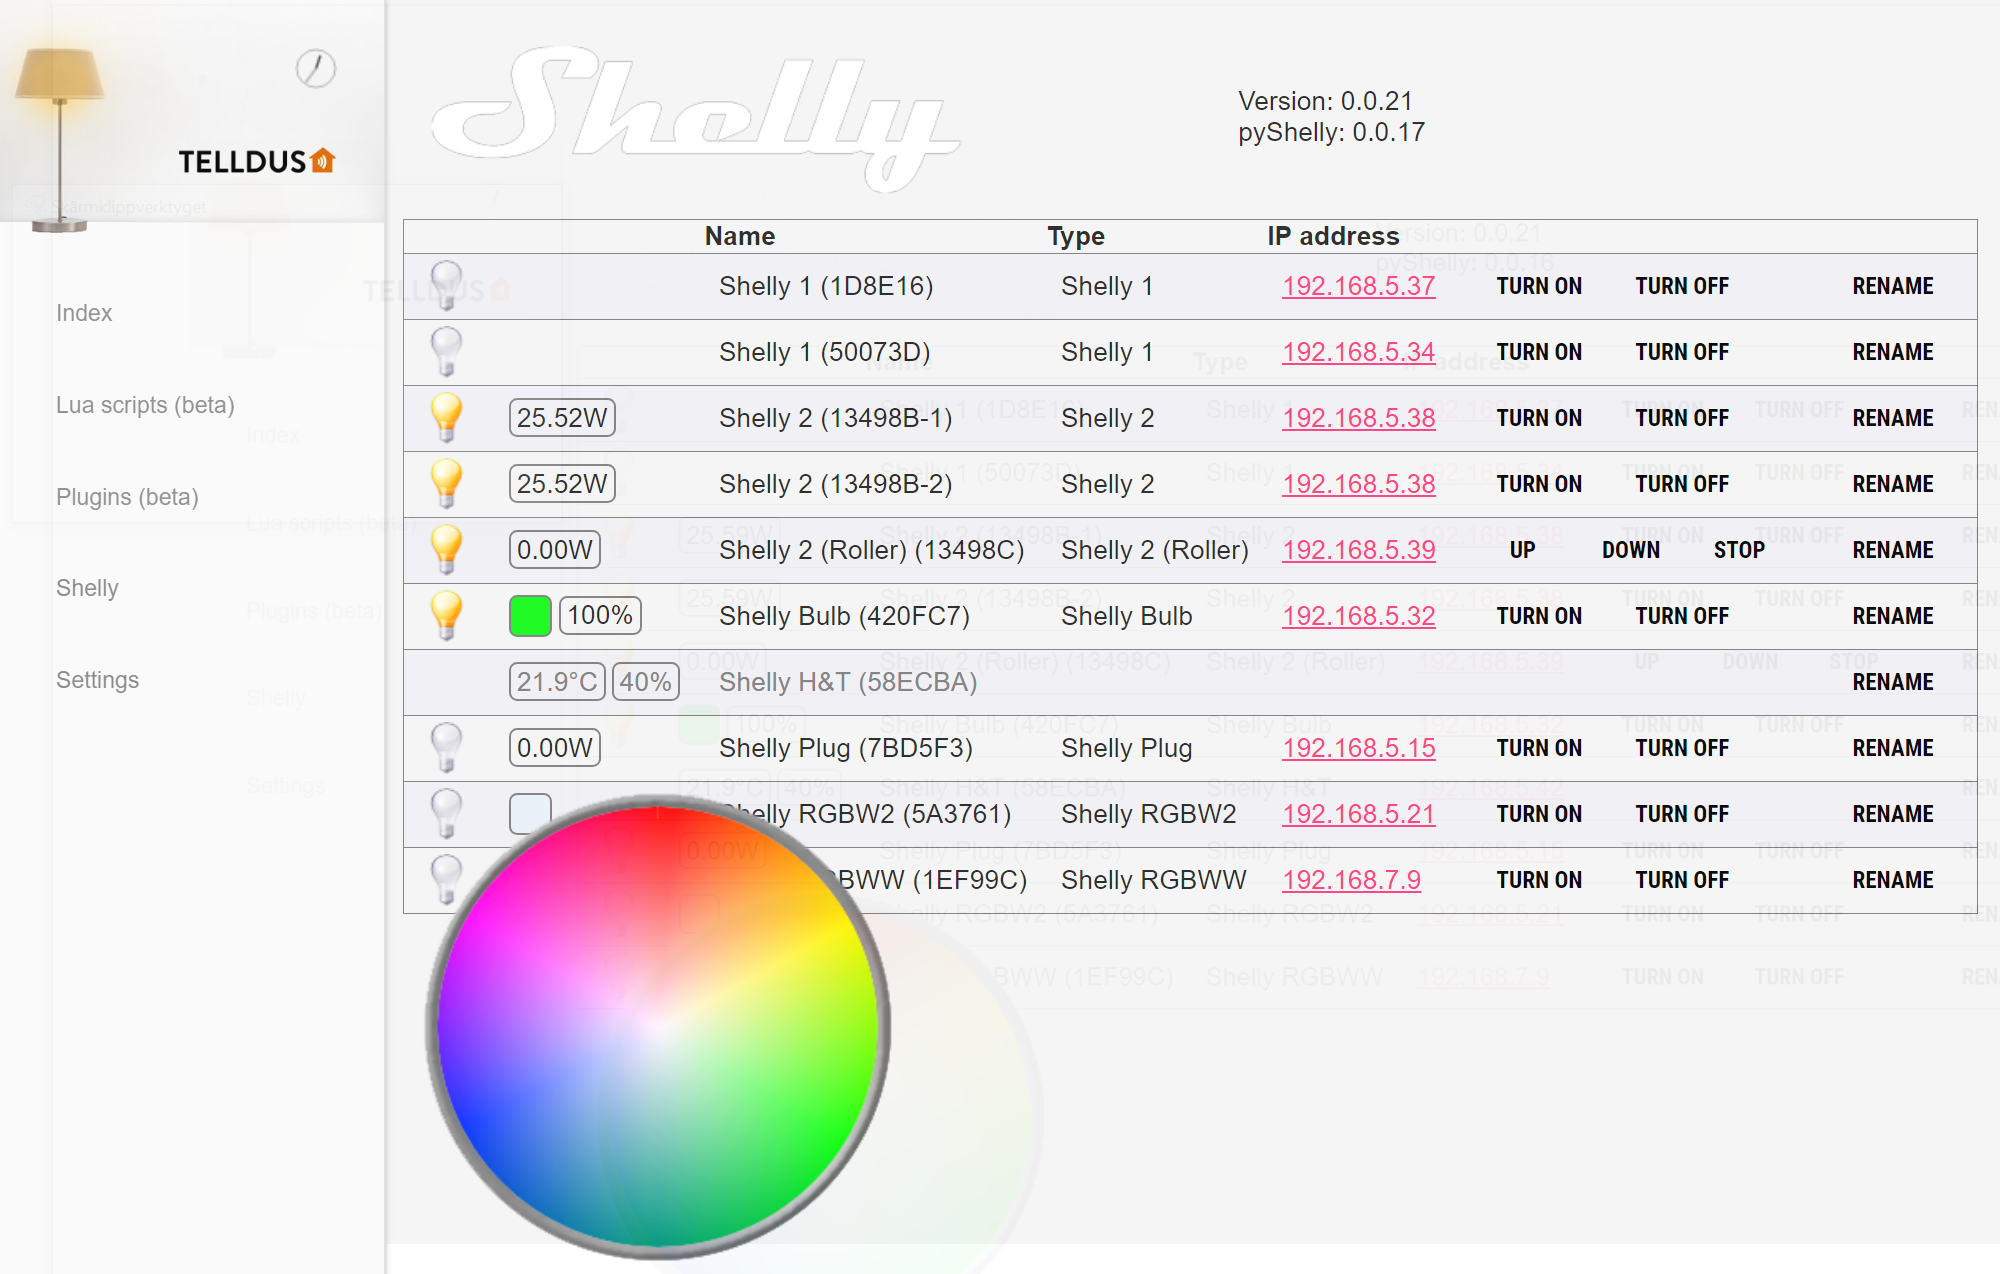 Shelly
Version: 0.0.21
pyShelly: 0.0.17
TELLDUS
Skärmklippverktyget
Index
Lua scripts (beta)
Plugins (beta)
Shelly
Settings
Name Type IP address
Shelly 1 (1D8E16) Shelly 1 192.168.5.37 TURN ON TURN OFF RENAME
Shelly 1 (50073D) Shelly 1 192.168.5.34 TURN ON TURN OFF RENAME
25.52W Shelly 2 (13498B-1) Shelly 2 192.168.5.38 TURN ON TURN OFF RENAME
25.52W Shelly 2 (13498B-2) Shelly 2 192.168.5.38 TURN ON TURN OFF RENAME
0.00W Shelly 2 (Roller) (13498C) Shelly 2 (Roller) 192.168.5.39 UP DOWN STOP RENAME
100% Shelly Bulb (420FC7) Shelly Bulb 192.168.5.32 TURN ON TURN OFF RENAME
21.9°C 40% Shelly H&T (58ECBA) RENAME
0.00W Shelly Plug (7BD5F3) Shelly Plug 192.168.5.15 TURN ON TURN OFF RENAME
elly RGBW2 (5A3761) Shelly RGBW2 192.168.5.21 TURN ON TURN OFF RENAME
BWW (1EF99C) Shelly RGBWW 192.168.7.9 TURN ON TURN OFF RENAME